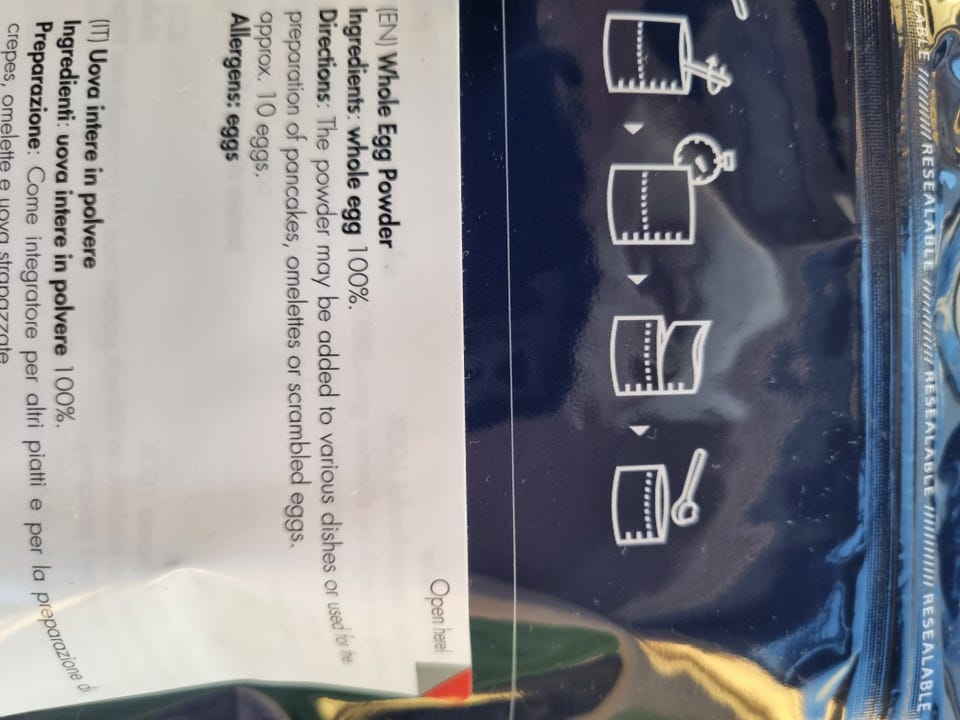 (EN) Whole Egg Powder
Ingredients: whole egg 100%.
Directions: The powder may be added to various dishes or used for the
preparation of pancakes, omelettes or scrambled eggs.
approx. 10 eggs.
Allergens: eggs
(IT) Uova intere in polvere
Ingredienti: uova intere in polvere 100%.
Preparazione: Come integratore per altri piatti e per la preparazione di
crepes, omelette e uova strapazzate
Open here!
RESEALABLE ////////// RESEALABLE ////////// RESEALABLE ////////// RESEALABLE